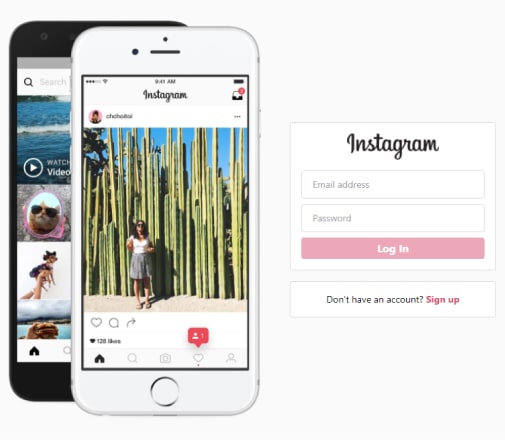 Search
WATCH
Video
9:41 AM
Instagram
chchoitoi
128 likes
1
Instagram
Email address
Password
Log In
Don't have an account? Sign up